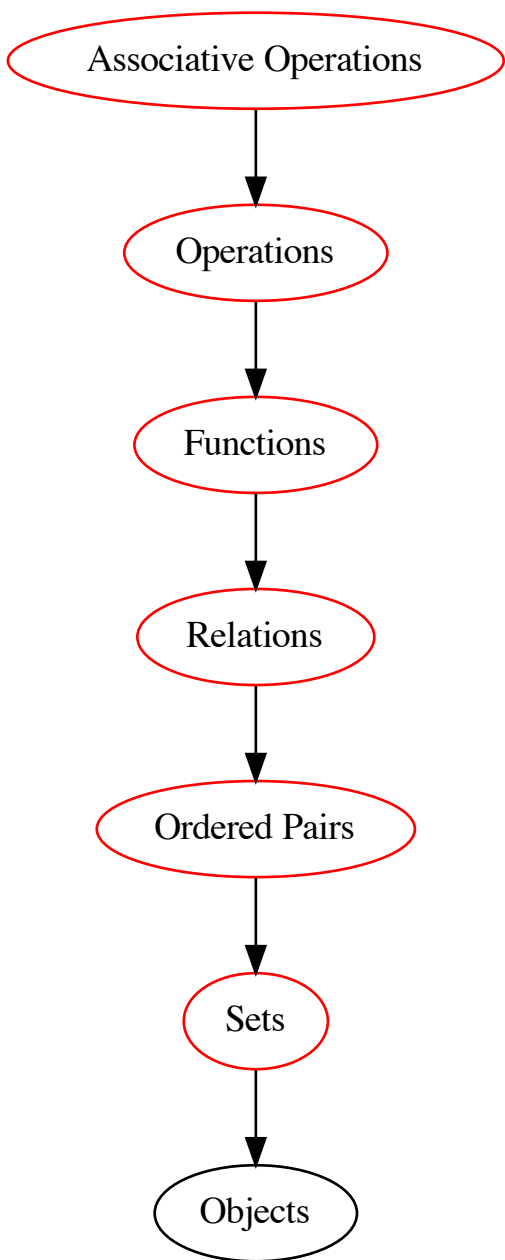 Associative Operations
Operations
Functions
Relations
Ordered Pairs
Sets
Objects